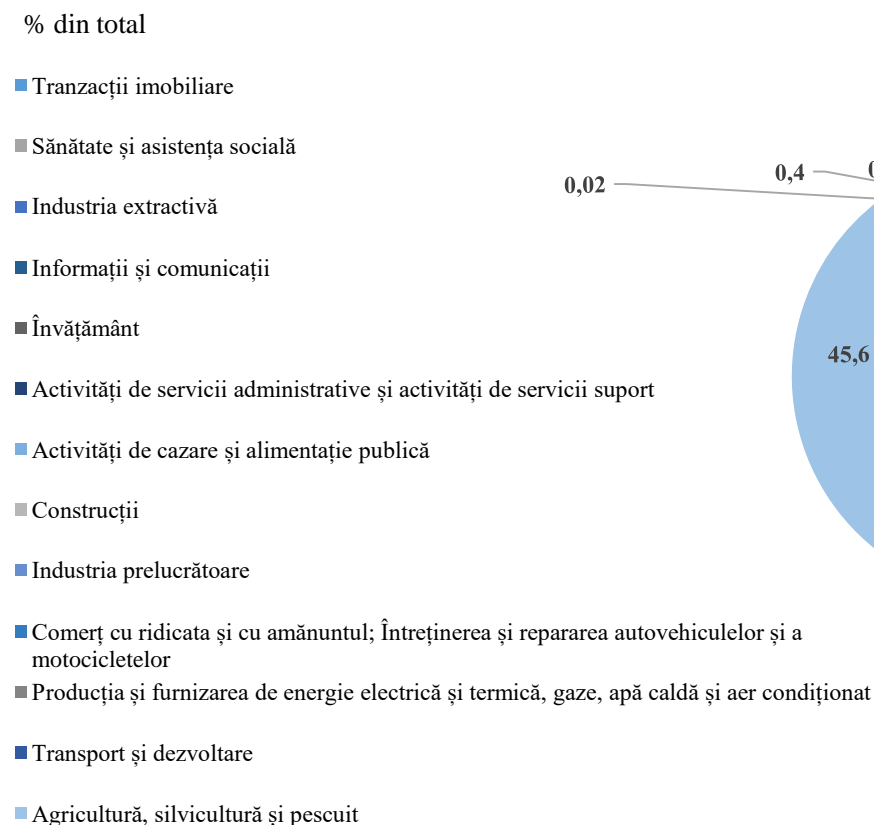 % din total
Tranzacții imobiliare
Sănătate și asistența socială
Industria extractivă
Informații și comunicații
Învățământ
Activități de servicii administrative și activități de servicii suport
Activități de cazare și alimentație publică
Construcții
Industria prelucrătoare
Comerț cu ridicata și cu amănuntul; Întreținerea și repararea autovehiculelor și a
motocicletelor
Producția și furnizarea de energie electrică și termică, gaze, apă caldă și aer condiționat
Transport și dezvoltare
Agricultură, silvicultură și pescuit
0,02
0,4
45,6